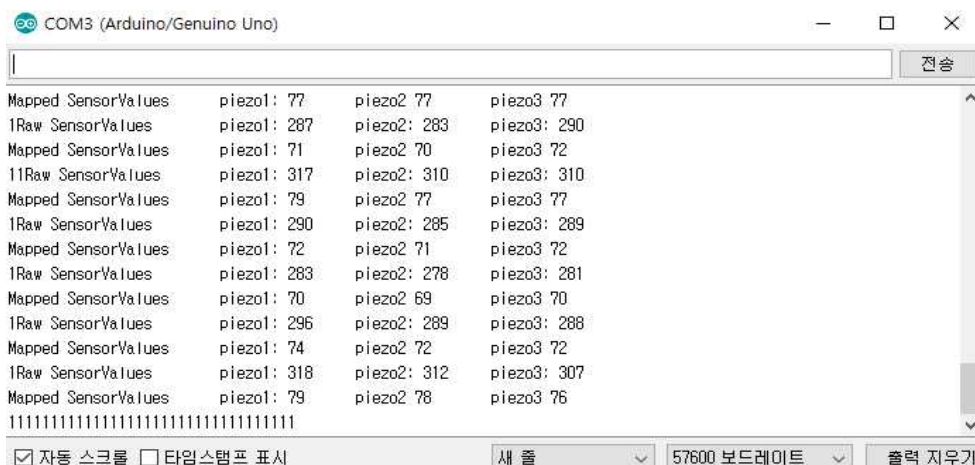 COM3 (Arduino/Genuino Uno)
전송
Mapped SensorValues piezo1: 77 piezo2 77 piezo3 77
1Raw SensorValues piezo1: 287 piezo2: 283 piezo3: 290
Mapped SensorValues piezo1: 71 piezo2 70 piezo3 72
11Raw SensorValues piezo1: 317 piezo2: 310 piezo3: 310
Mapped SensorValues piezo1: 79 piezo2 77 piezo3 77
1Raw SensorValues piezo1: 290 piezo2: 285 piezo3: 289
Mapped SensorValues piezo1: 72 piezo2 71 piezo3 72
1Raw SensorValues piezo1: 283 piezo2: 278 piezo3: 281
Mapped SensorValues piezo1: 70 piezo2 69 piezo3 70
1Raw SensorValues piezo1: 296 piezo2: 289 piezo3: 288
Mapped SensorValues piezo1: 74 piezo2 72 piezo3 72
1Raw SensorValues piezo1: 318 piezo2: 312 piezo3: 307
Mapped SensorValues piezo1: 79 piezo2 78 piezo3 76
1111111111111111111111111111111111
자동 스크롤 타임스탬프 표시 새 줄 57600 보드레이트 출력 지우기